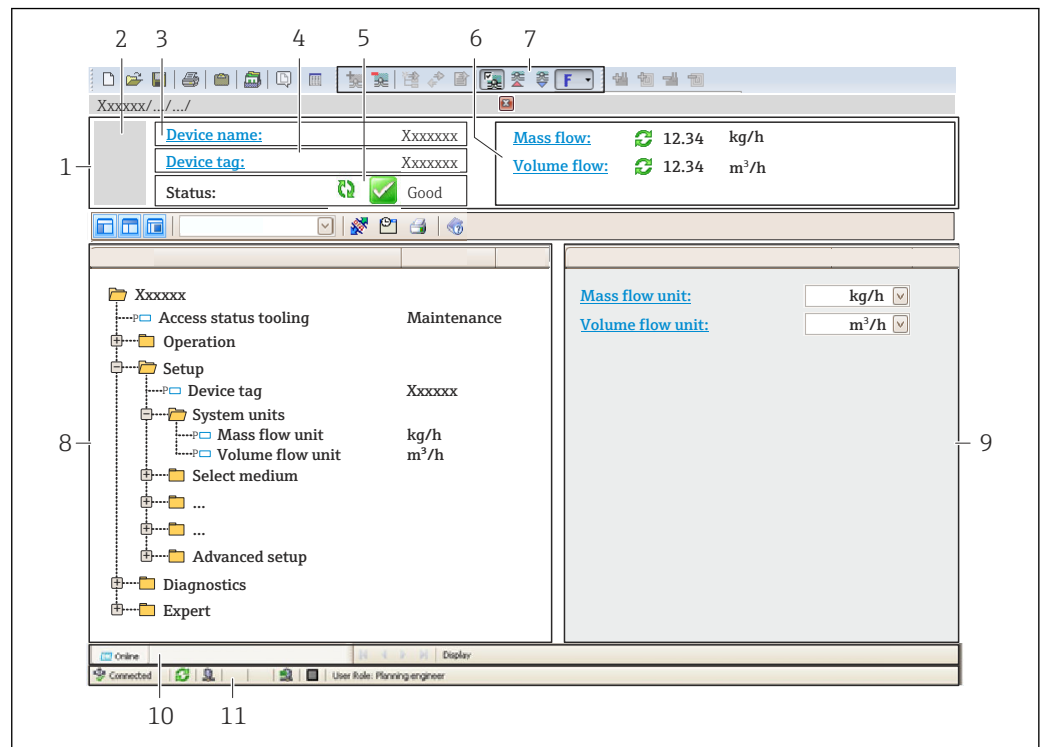 2 3 4 5 6 7
F
Xxxxxx/.../.../
1
Device name: Xxxxxxx
Device tag: Xxxxxxx
Status: Good
Mass flow: 12.34 kg/h
Volume flow: 12.34 m³/h
Xxxxxx
P Access status tooling Maintenance
Operation
Setup
P Device tag Xxxxxx
System units
P Mass flow unit kg/h
P Volume flow unit m³/h
Select medium
...
...
Advanced setup
Diagnostics
Expert
8
Mass flow unit: kg/h
Volume flow unit: m³/h
9
Online Display
Connected User Role: Planning engineer
10 11